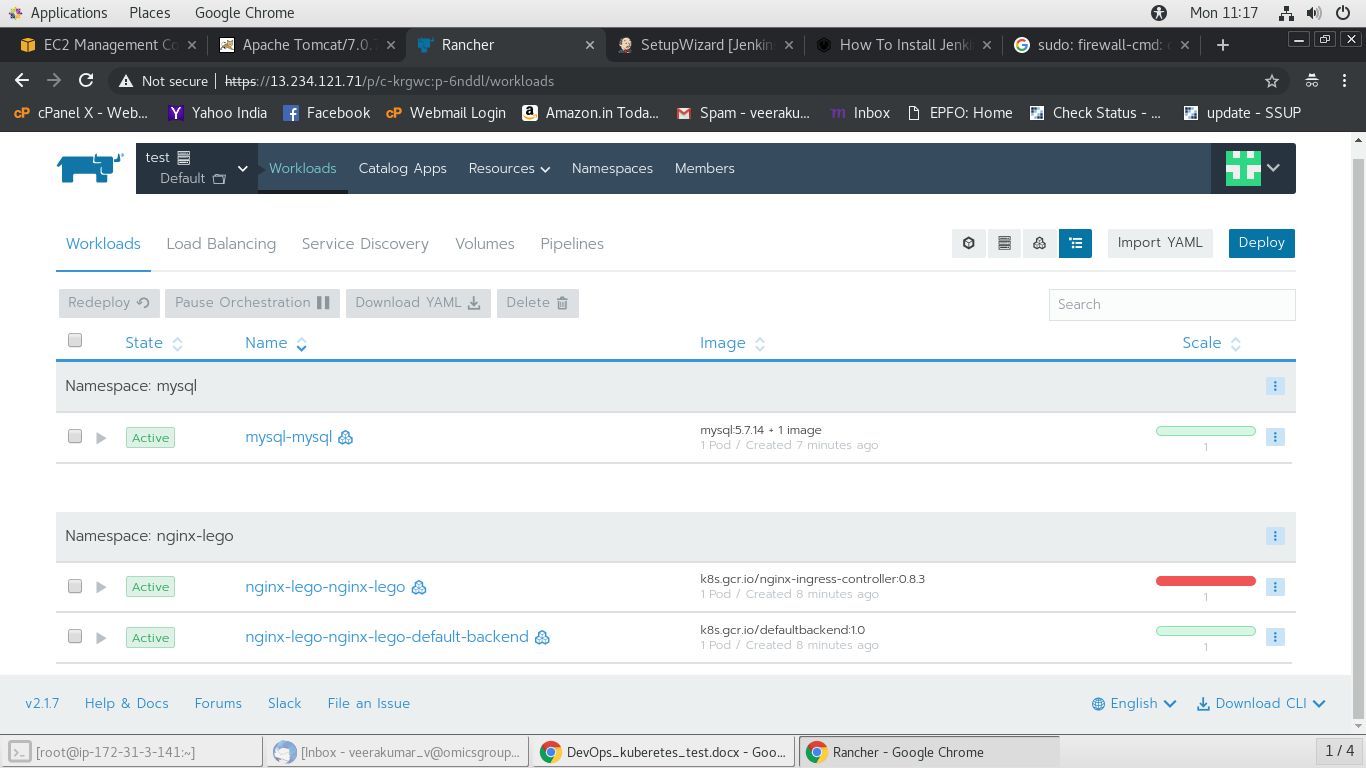 Applications Places Google Chrome Mon 11:17
EC2 Management Co Apache Tomcat/7.0.7 Rancher SetupWizard [Jenkin How To Install Jenki sudo: firewall-cmd: c
Not secure https://13.234.121.71/p/c-krgwc:p-6nddl/workloads
cPanel X - Web... Yahoo India Facebook Webmail Login Amazon.in Toda... Spam - veeraku... Inbox EPFO: Home Check Status - ... update - SSUP
test
Default
Workloads Catalog Apps Resources Namespaces Members
Workloads Load Balancing Service Discovery Volumes Pipelines Import YAML Deploy
Redeploy Pause Orchestration Download YAML Delete Search
State Name Image Scale
Namespace: mysql
Active mysql-mysql mysql:5.7.14 + 1 image
1 Pod / Created 7 minutes ago 1
Namespace: nginx-lego
Active nginx-lego-nginx-lego k8s.gcr.io/nginx-ingress-controller:0.8.3
1 Pod / Created 8 minutes ago 1
Active nginx-lego-nginx-lego-default-backend k8s.gcr.io/defaultbackend:1.0
1 Pod / Created 8 minutes ago 1
v2.1.7 Help & Docs Forums Slack File an Issue English Download CLI
[root@ip-172-31-3-141:~] [Inbox - veerakumar_v@omicsgroup... DevOps_kuberetes_test.docx - Goo... Rancher - Google Chrome 1 / 4